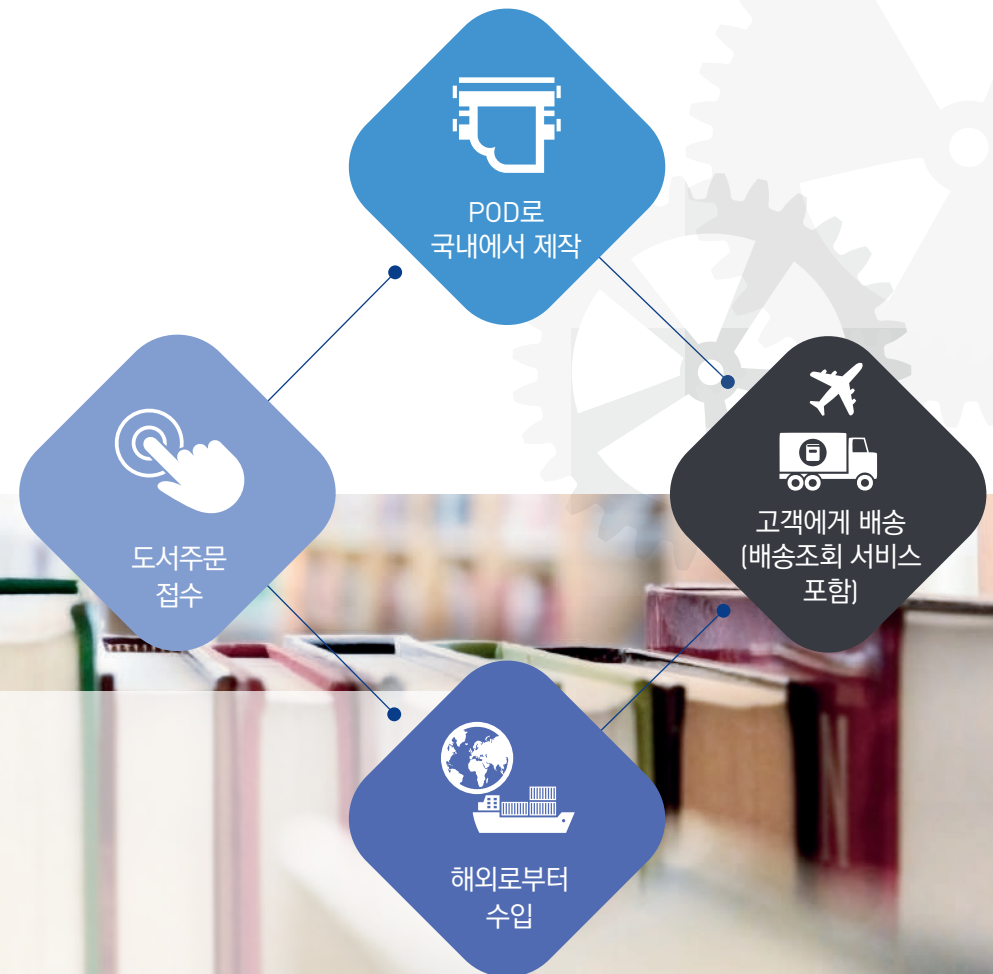 POD로
국내에서 제작
도서주문
접수
고객에게 배송
(배송조회 서비스
포함)
해외로부터
수입